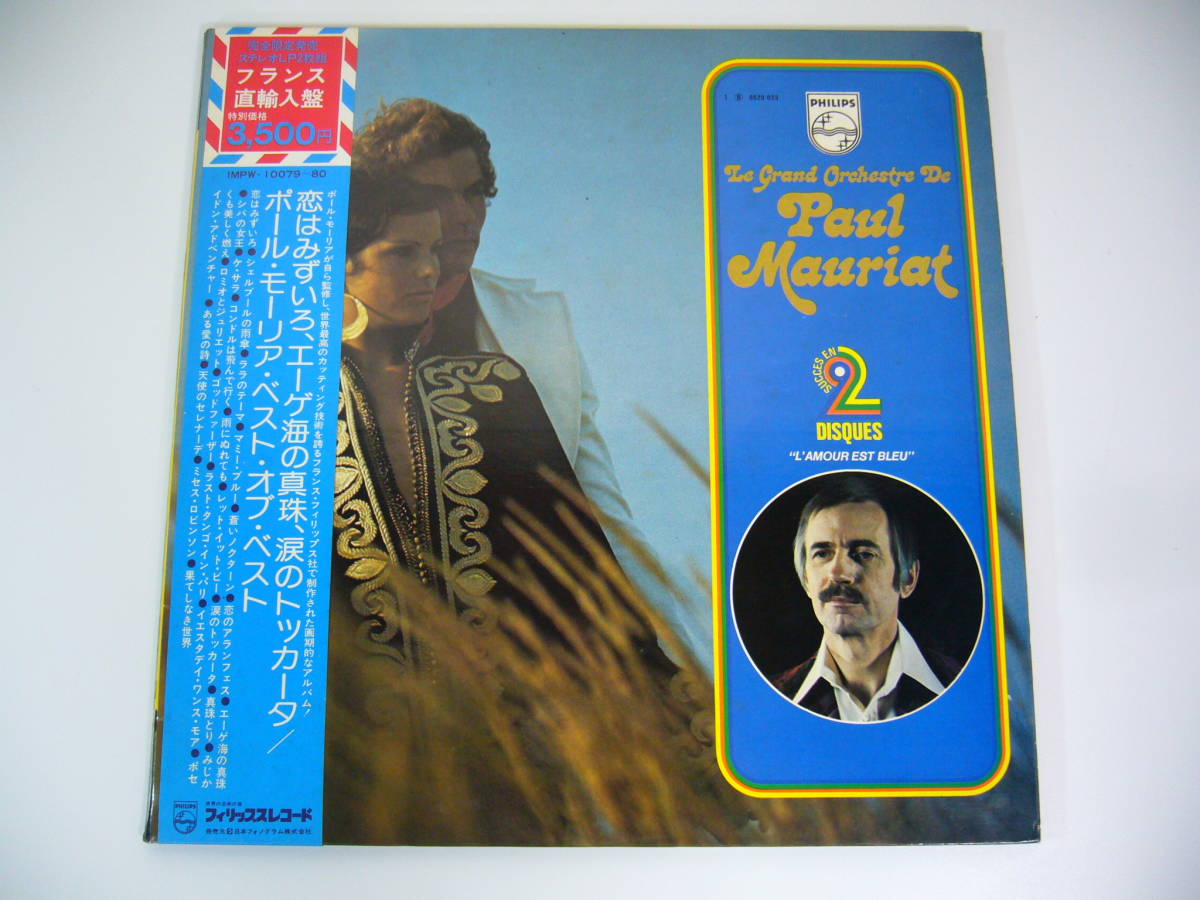 完全限定発売
ステレオLP2枚組
フランス
直輸入盤
特別価格
3,500円
IMPW-10079~80
ポール・モーリアが自ら監修し、世界最高のカッティング技術を誇るフランス・フィリップス社で制作された画期的なアルバム!
恋はみずいろ、エーゲ海の真珠、涙のトッカータ/
ポール・モーリア・ベスト・オブ・ベスト
恋はみずいろ●シェルブールの雨傘●ララのテーマ●マミー・ブルー●蒼いノクターン●恋のアランフェス●エーゲ海の真珠
●シバの女王●ケ・サラ●コンドルは飛んで行く●雨にぬれても●レット・イット・ビー●涙のトッカータ●真珠とり●みじか
くも美しく燃え●ロミオとジュリエット●ゴッドファーザー●ラスト・タンゴ・イン・パリ●イエスタデイ・ワンス・モア●ポセ
イドン・アドベンチャー●ある愛の詩●天使のセレナーデ●ミセス・ロビンソン●果てしなき世界
PHILIPS
フィリップスレコード
発売元日本フォノグラム株式会社
PHILIPS
Le Grand Orchestre De
Paul
Mauriat
SUCCES EN
2
DISQUES
"L'AMOUR EST BLEU"